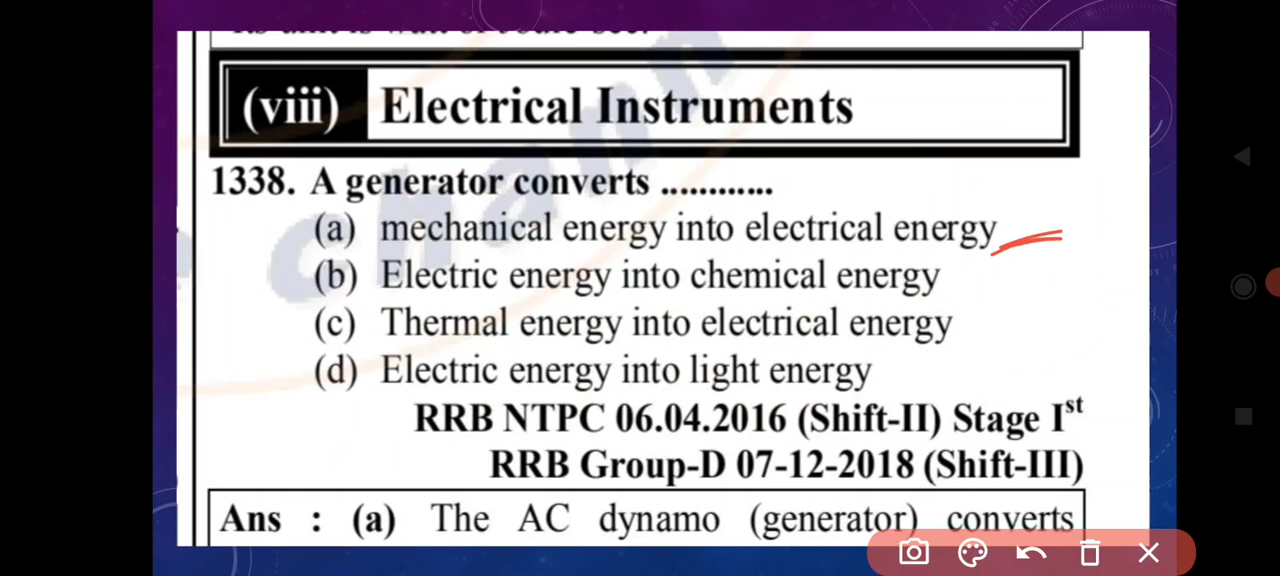 (viii) Electrical Instruments
1338. A generator converts ............
(a) mechanical energy into electrical energy
(b) Electric energy into chemical energy
(c) Thermal energy into electrical energy
(d) Electric energy into light energy
RRB NTPC 06.04.2016 (Shift-II) Stage Ist
RRB Group-D 07-12-2018 (Shift-III)
Ans : (a) The AC dynamo (generator) converts